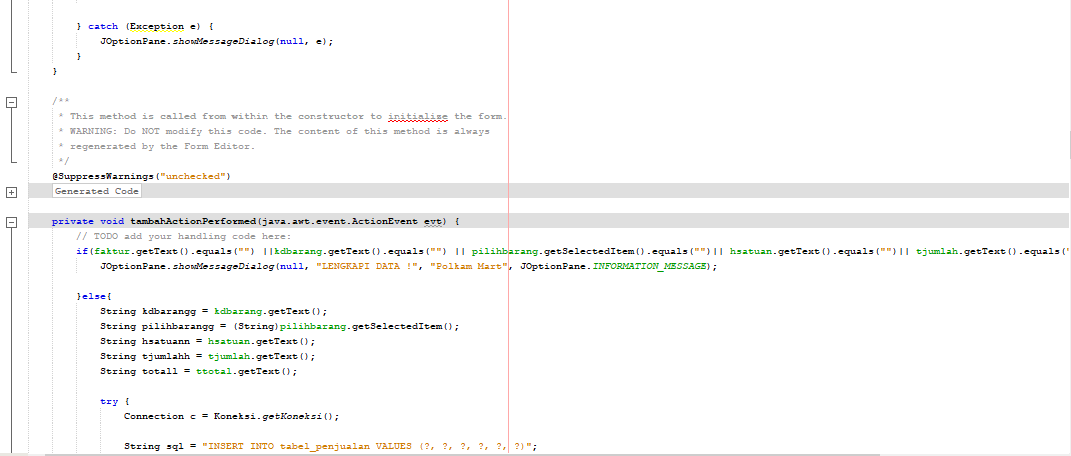 } catch (Exception e) {
JOptionPane.showMessageDialog(null, e);
}
}
/**
* This method is called from within the constructor to initialize the form.
* WARNING: Do NOT modify this code. The content of this method is always
* regenerated by the Form Editor.
*/
@SuppressWarnings("unchecked")
Generated Code
private void tambahActionPerformed(java.awt.event.ActionEvent evt) {
// TODO add your handling code here:
if(faktur.getText().equals("") ||kdbarang.getText().equals("") || pilihbarang.getSelectedItem().equals("")|| hsatuan.getText().equals("")|| tjumlah.getText().equals("
JOptionPane.showMessageDialog(null, "LENGKAPI DATA !", "Polkam Mart", JOptionPane.INFORMATION_MESSAGE);
}else{
String kdbarangg = kdbarang.getText();
String pilihbarangg = (String)pilihbarang.getSelectedItem();
String hsatuann = hsatuan.getText();
String tjumlahh = tjumlah.getText();
String totall = ttotal.getText();
try {
Connection c = Koneksi.getKoneksi();
String sql = "INSERT INTO tabel_penjualan VALUES (?, ?, ?, ?, ?, ?)";